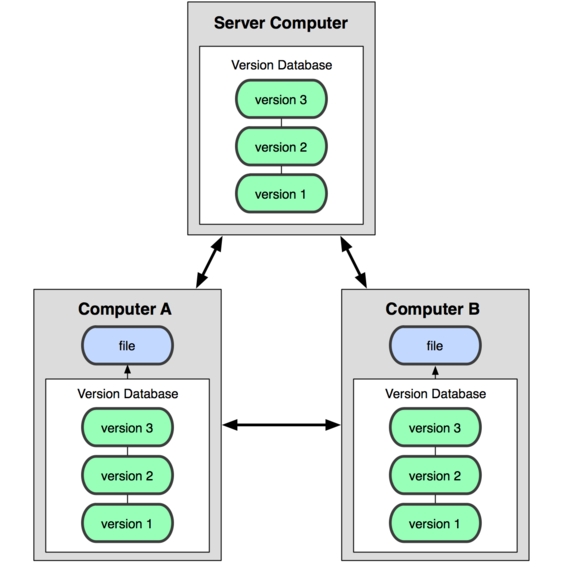 Server Computer
Version Database
version 3
version 2
version 1
Computer A
file
Version Database
version 3
version 2
version 1
Computer B
file
Version Database
version 3
version 2
version 1